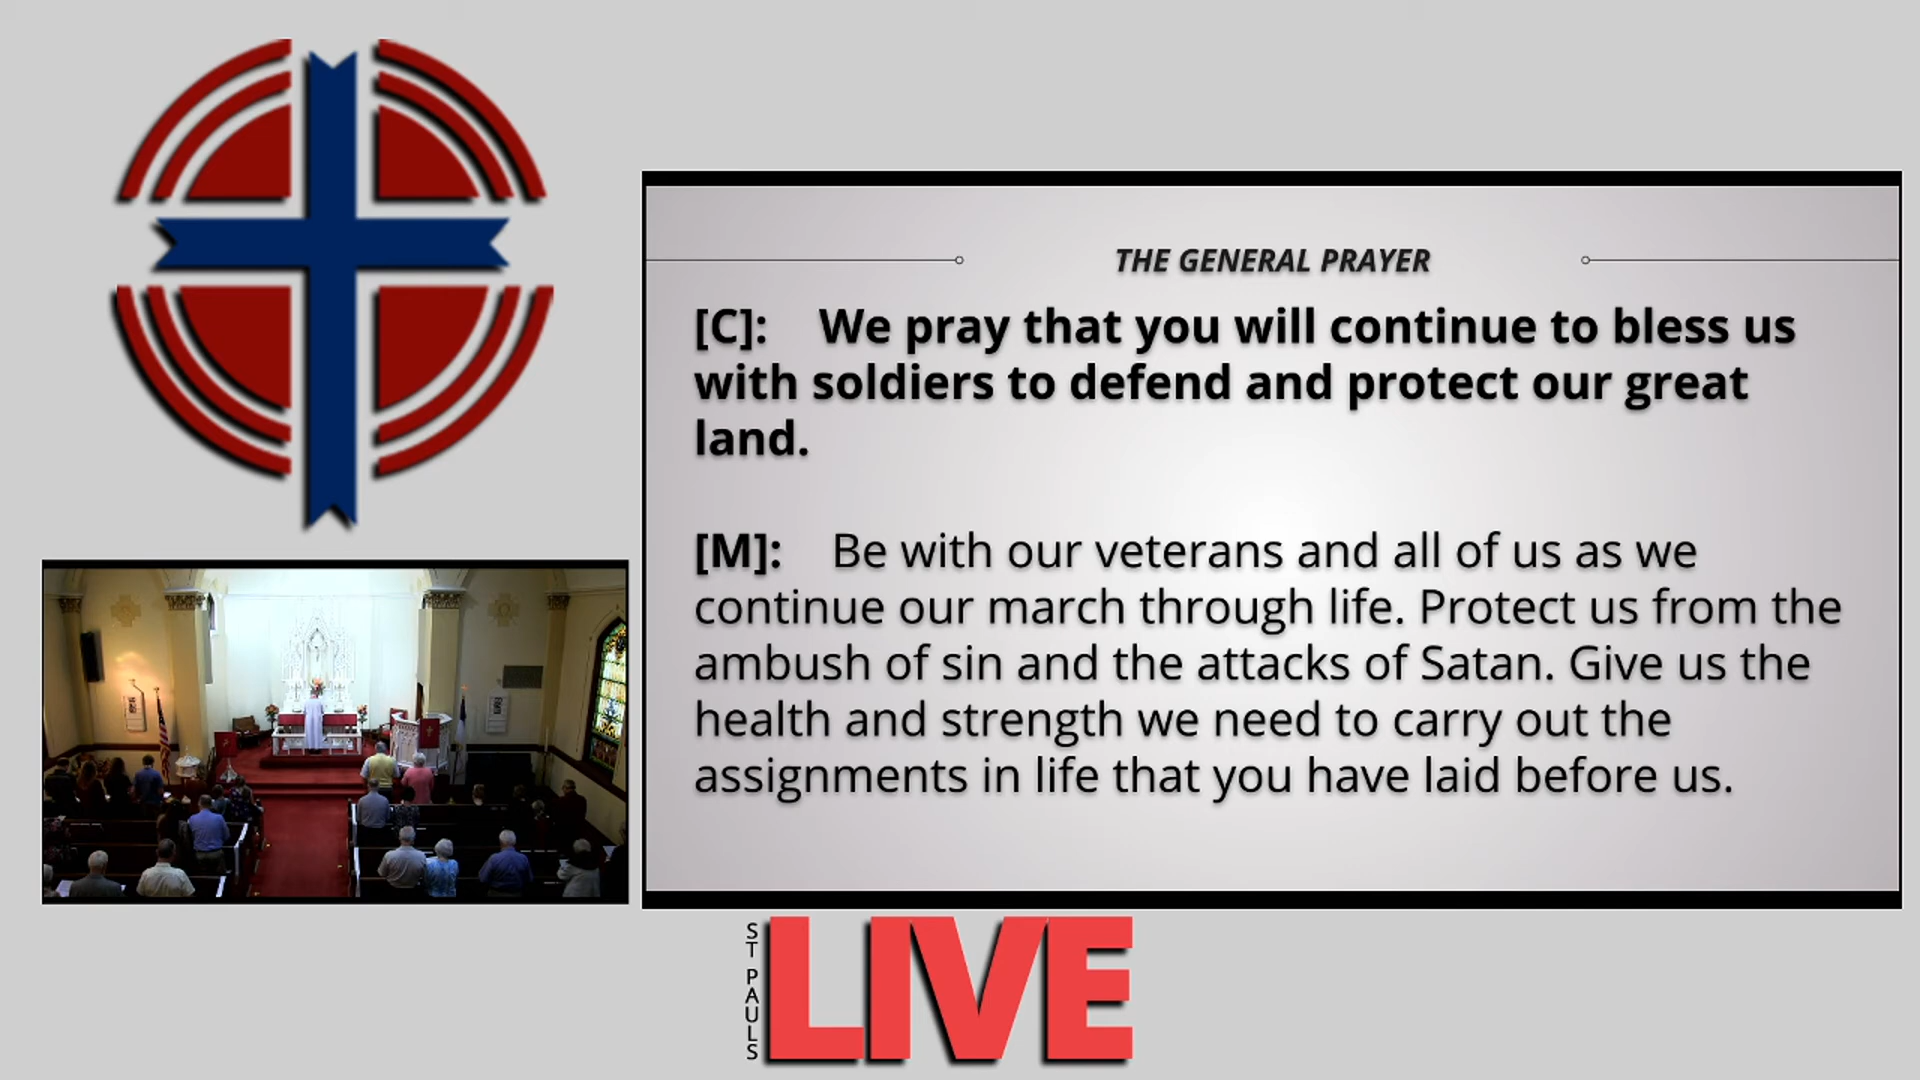 THE GENERAL PRAYER
[C]: We pray that you will continue to bless us
with soldiers to defend and protect our great
land.
[M]: Be with our veterans and all of us as we
continue our march through life. Protect us from the
ambush of sin and the attacks of Satan. Give us the
health and strength we need to carry out the
assignments in life that you have laid before us.
ST PAULS
LIVE